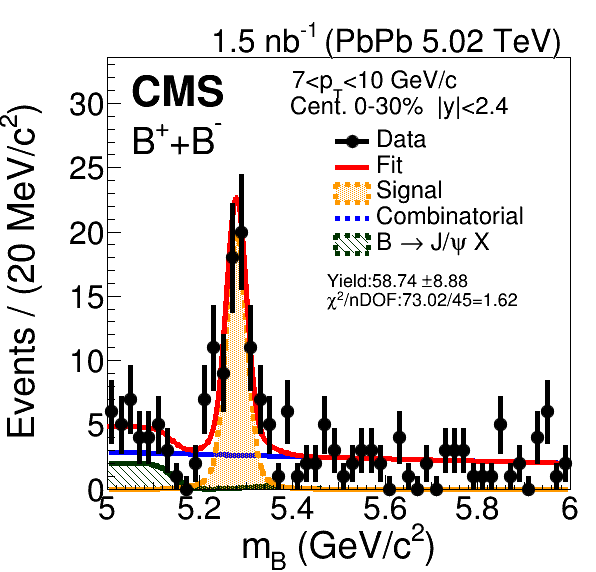 1.5 nb⁻¹ (PbPb 5.02 TeV)
CMS
B⁺+B⁻
7<p_T<10 GeV/c
Cent. 0-30% |y|<2.4
Data
Fit
Signal
Combinatorial
B → J/ψ X
Yield:58.74 ±8.88
χ²/nDOF:73.02/45=1.62
Events / (20 MeV/c²)
30
25
20
15
10
5
0
5 5.2 5.4 5.6 5.8 6
m_B (GeV/c²)